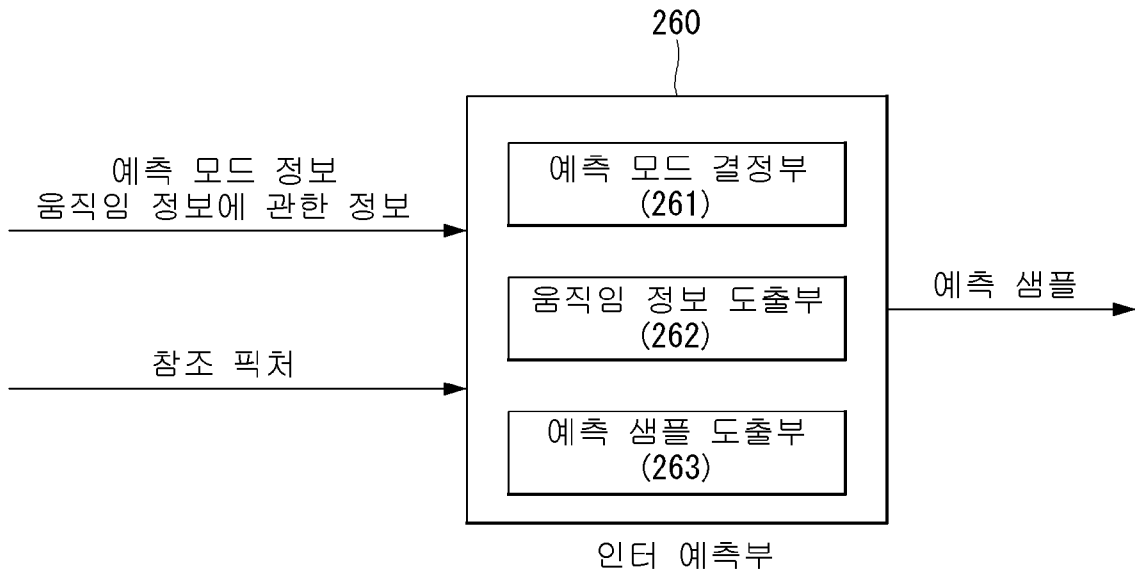 260
예측 모드 정보
움직임 정보에 관한 정보
참조 픽처
예측 모드 결정부
(261)
움직임 정보 도출부
(262)
예측 샘플 도출부
(263)
예측 샘플
인터 예측부